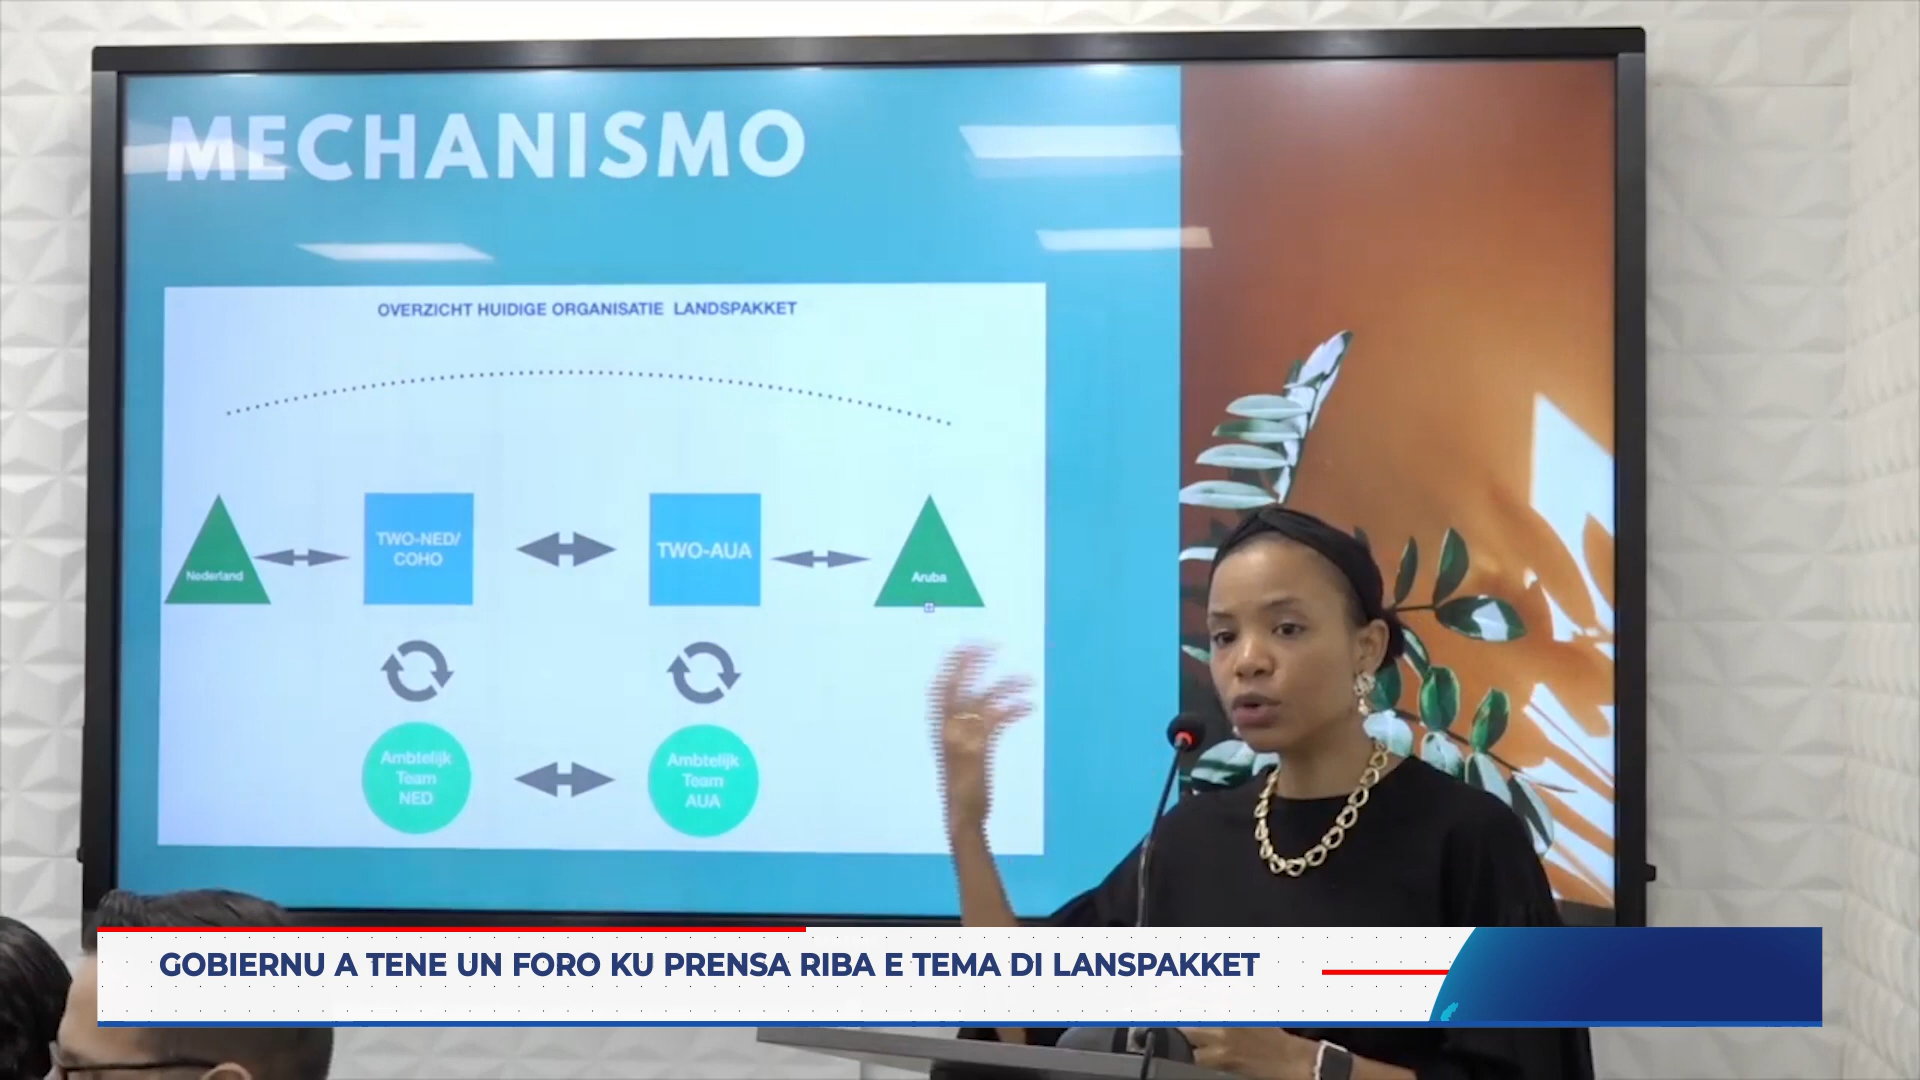 MECHANISMO
OVERZICHT HUIDIGE ORGANISATIE LANDSPAKKET
Nederland
TWO-NED/
COHO
TWO-AUA
Aruba
Ambtelijk
Team
NED
Ambtelijk
Team
AUA
GOBIERNU A TENE UN FORO KU PRENSA RIBA E TEMA DI LANSPAKKET